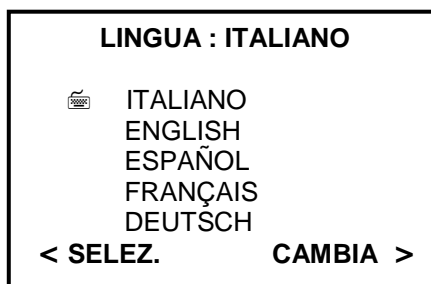 LINGUA : ITALIANO
ITALIANO
ENGLISH
ESPAÑOL
FRANÇAIS
DEUTSCH
< SELEZ. CAMBIA >